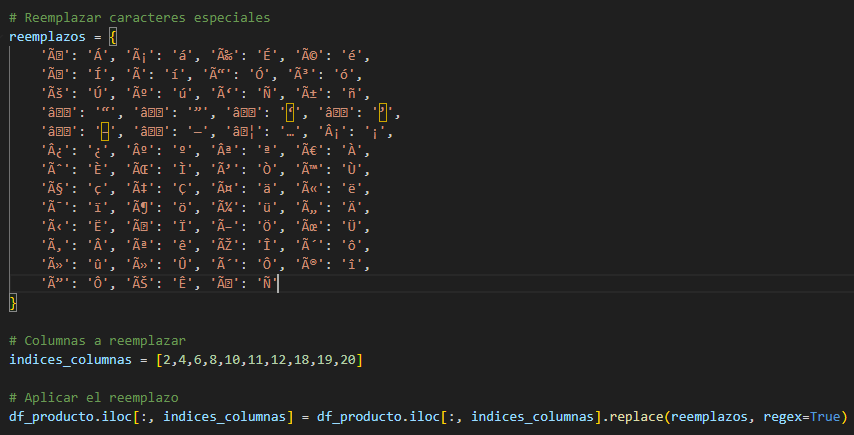 # Reemplazar caracteres especiales
reemplazos = {
'Ã�': 'Á', 'Ã¡': 'á', 'Ã‰': 'É', 'Ã©': 'é',
'Ã�': 'Í', 'Ã­': 'í', 'Ã“': 'Ó', 'Ã³': 'ó',
'Ãš': 'Ú', 'Ãº': 'ú', 'Ã‘': 'Ñ', 'Ã±': 'ñ',
'â��': '“', 'â��': '”', 'â��': '‘', 'â��': '’',
'â��': '–', 'â��': '—', 'â�¦': '…', 'Â¡': '¡',
'Â¿': '¿', 'Âº': 'º', 'Âª': 'ª', 'Ã€': 'À',
'Ãˆ': 'È', 'ÃŒ': 'Ì', 'Ã’': 'Ò', 'Ã™': 'Ù',
'Ã§': 'ç', 'Ã‡': 'Ç', 'Ã¤': 'ä', 'Ã«': 'ë',
'Ã¯': 'ï', 'Ã¶': 'ö', 'Ã¼': 'ü', 'Ã„': 'Ä',
'Ã‹': 'Ë', 'Ã�': 'Ï', 'Ã–': 'Ö', 'Ãœ': 'Ü',
'Ã‚': 'Â', 'Ãª': 'ê', 'ÃŽ': 'Î', 'Ã´': 'ô',
'Ã»': 'û', 'Ã»': 'Û', 'Ã´': 'Ô', 'Ã®': 'î',
'Ã”': 'Ô', 'ÃŠ': 'Ê', 'Ã�': 'Ñ'
}
# Columnas a reemplazar
indices_columnas = [2,4,6,8,10,11,12,18,19,20]
# Aplicar el reemplazo
df_producto.iloc[:, indices_columnas] = df_producto.iloc[:, indices_columnas].replace(reemplazos, regex=True)